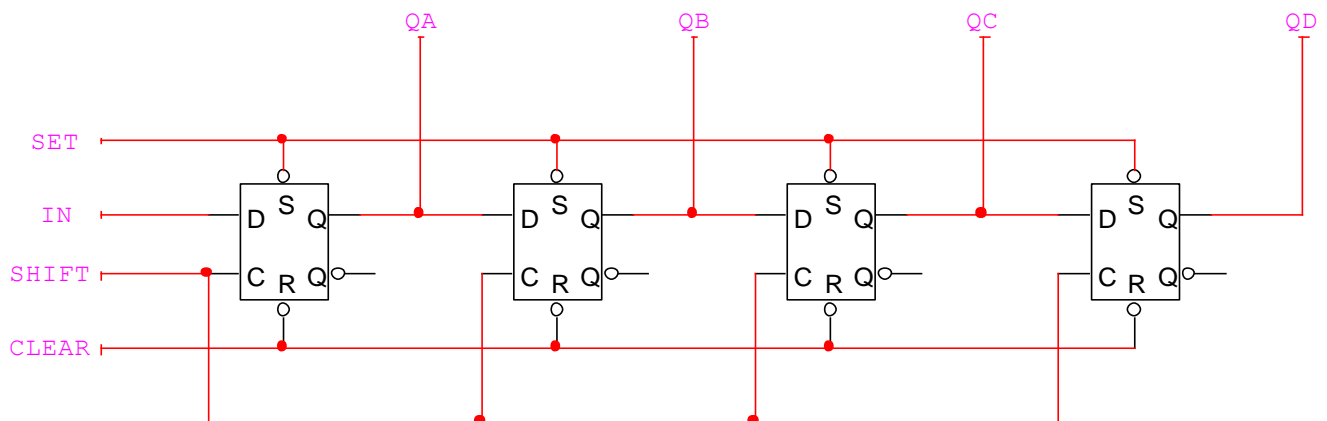 QA QB QC QD
SET
S S S S
IN
D Q D Q D Q D Q
SHIFT
C R Q C R Q C R Q C R Q
CLEAR